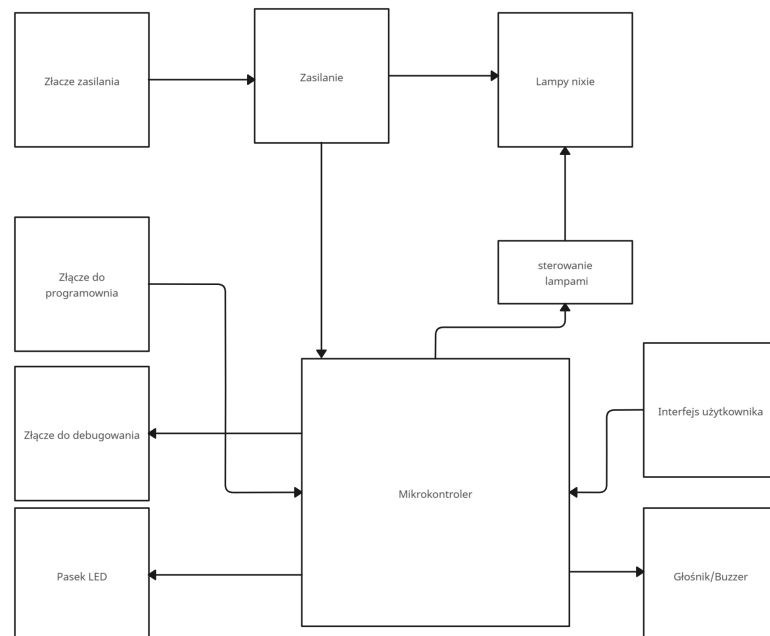 Złacze zasilania
Zasilanie
Lampy nixie
Złącze do
programownia
sterowanie
lampami
Złącze do debugowania
Interfejs użytkownika
Mikrokontroler
Pasek LED
Głośnik/Buzzer